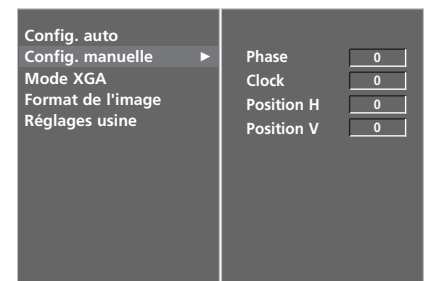 Config. auto
Config. manuelle ►
Mode XGA
Format de l'image
Réglages usine
Phase 0
Clock 0
Position H 0
Position V 0